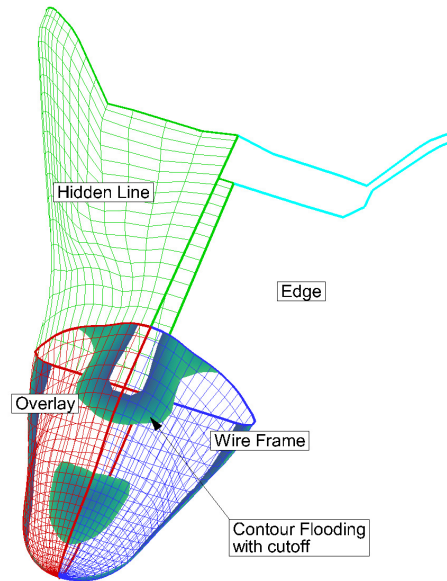 Hidden Line
Edge
Overlay
Wire Frame
Contour Flooding
with cutoff